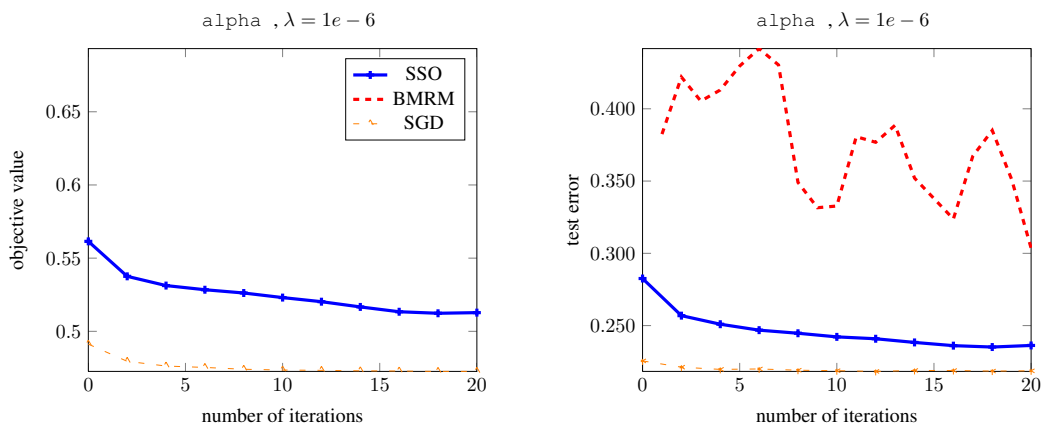 alpha , λ = 1e − 6
objective value
0.65
0.6
0.55
0.5
SSO
BMRM
SGD
0 5 10 15 20
number of iterations
alpha , λ = 1e − 6
test error
0.400
0.350
0.300
0.250
0 5 10 15 20
number of iterations